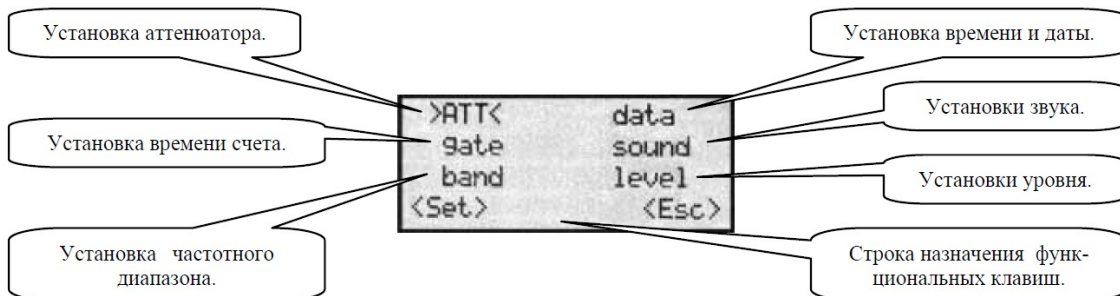 Установка аттенюатора.
Установка времени и даты.
>ATT< data
Установки звука.
Установка времени счета.
gate sound
band level
Установки уровня.
<Set> <Esc>
Установка частотного
диапазона.
Строка назначения функ-
циональных клавиш.